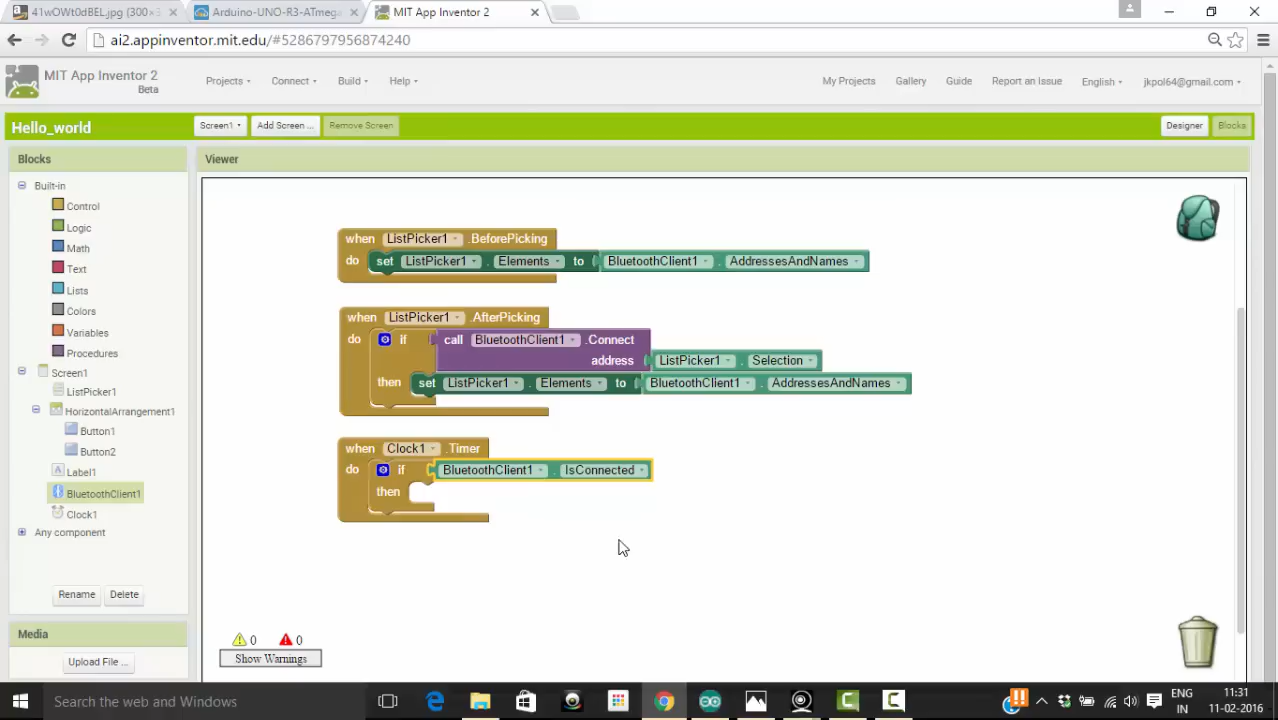 41wOWt0dBEL.jpg (300×3
Arduino-UNO-R3-ATmega
MIT App Inventor 2
ai2.appinventor.mit.edu/#5286797956874240
MIT App Inventor 2
Beta
Projects
Connect
Build
Help
My Projects
Gallery
Guide
Report an Issue
English
jkpol64@gmail.com
Hello_world
Screen1
Add Screen ...
Remove Screen
Designer
Blocks
Blocks
Viewer
Built-in
Control
Logic
Math
Text
Lists
Colors
Variables
Procedures
Screen1
ListPicker1
HorizontalArrangement1
Button1
Button2
Label1
BluetoothClient1
Clock1
Any component
Rename
Delete
Media
Upload File ...
when ListPicker1 .BeforePicking
do set ListPicker1 . Elements to BluetoothClient1 . AddressesAndNames
when ListPicker1 .AfterPicking
do if call BluetoothClient1 .Connect
address ListPicker1 . Selection
then set ListPicker1 . Elements to BluetoothClient1 . AddressesAndNames
when Clock1 .Timer
do if BluetoothClient1 . IsConnected
then
0
0
Show Warnings
Search the web and Windows
ENG
IN
11:31
11-02-2016